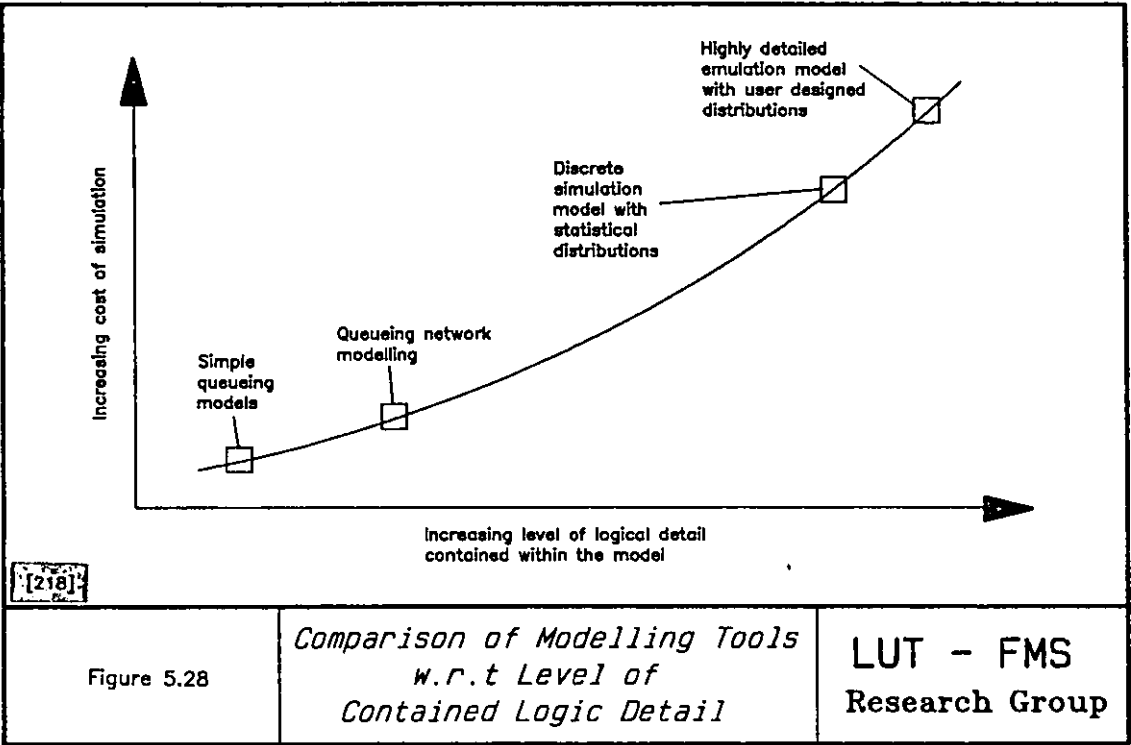 Highly detailed
emulation model
with user designed
distributions
Discrete
simulation
model with
statistical
distributions
Queueing network
modelling
Simple
queueing
models
Increasing cost of simulation
Increasing level of logical detail
contained within the model
[218]
Figure 5.28
Comparison of Modelling Tools
w.r.t Level of
Contained Logic Detail
LUT - FMS
Research Group